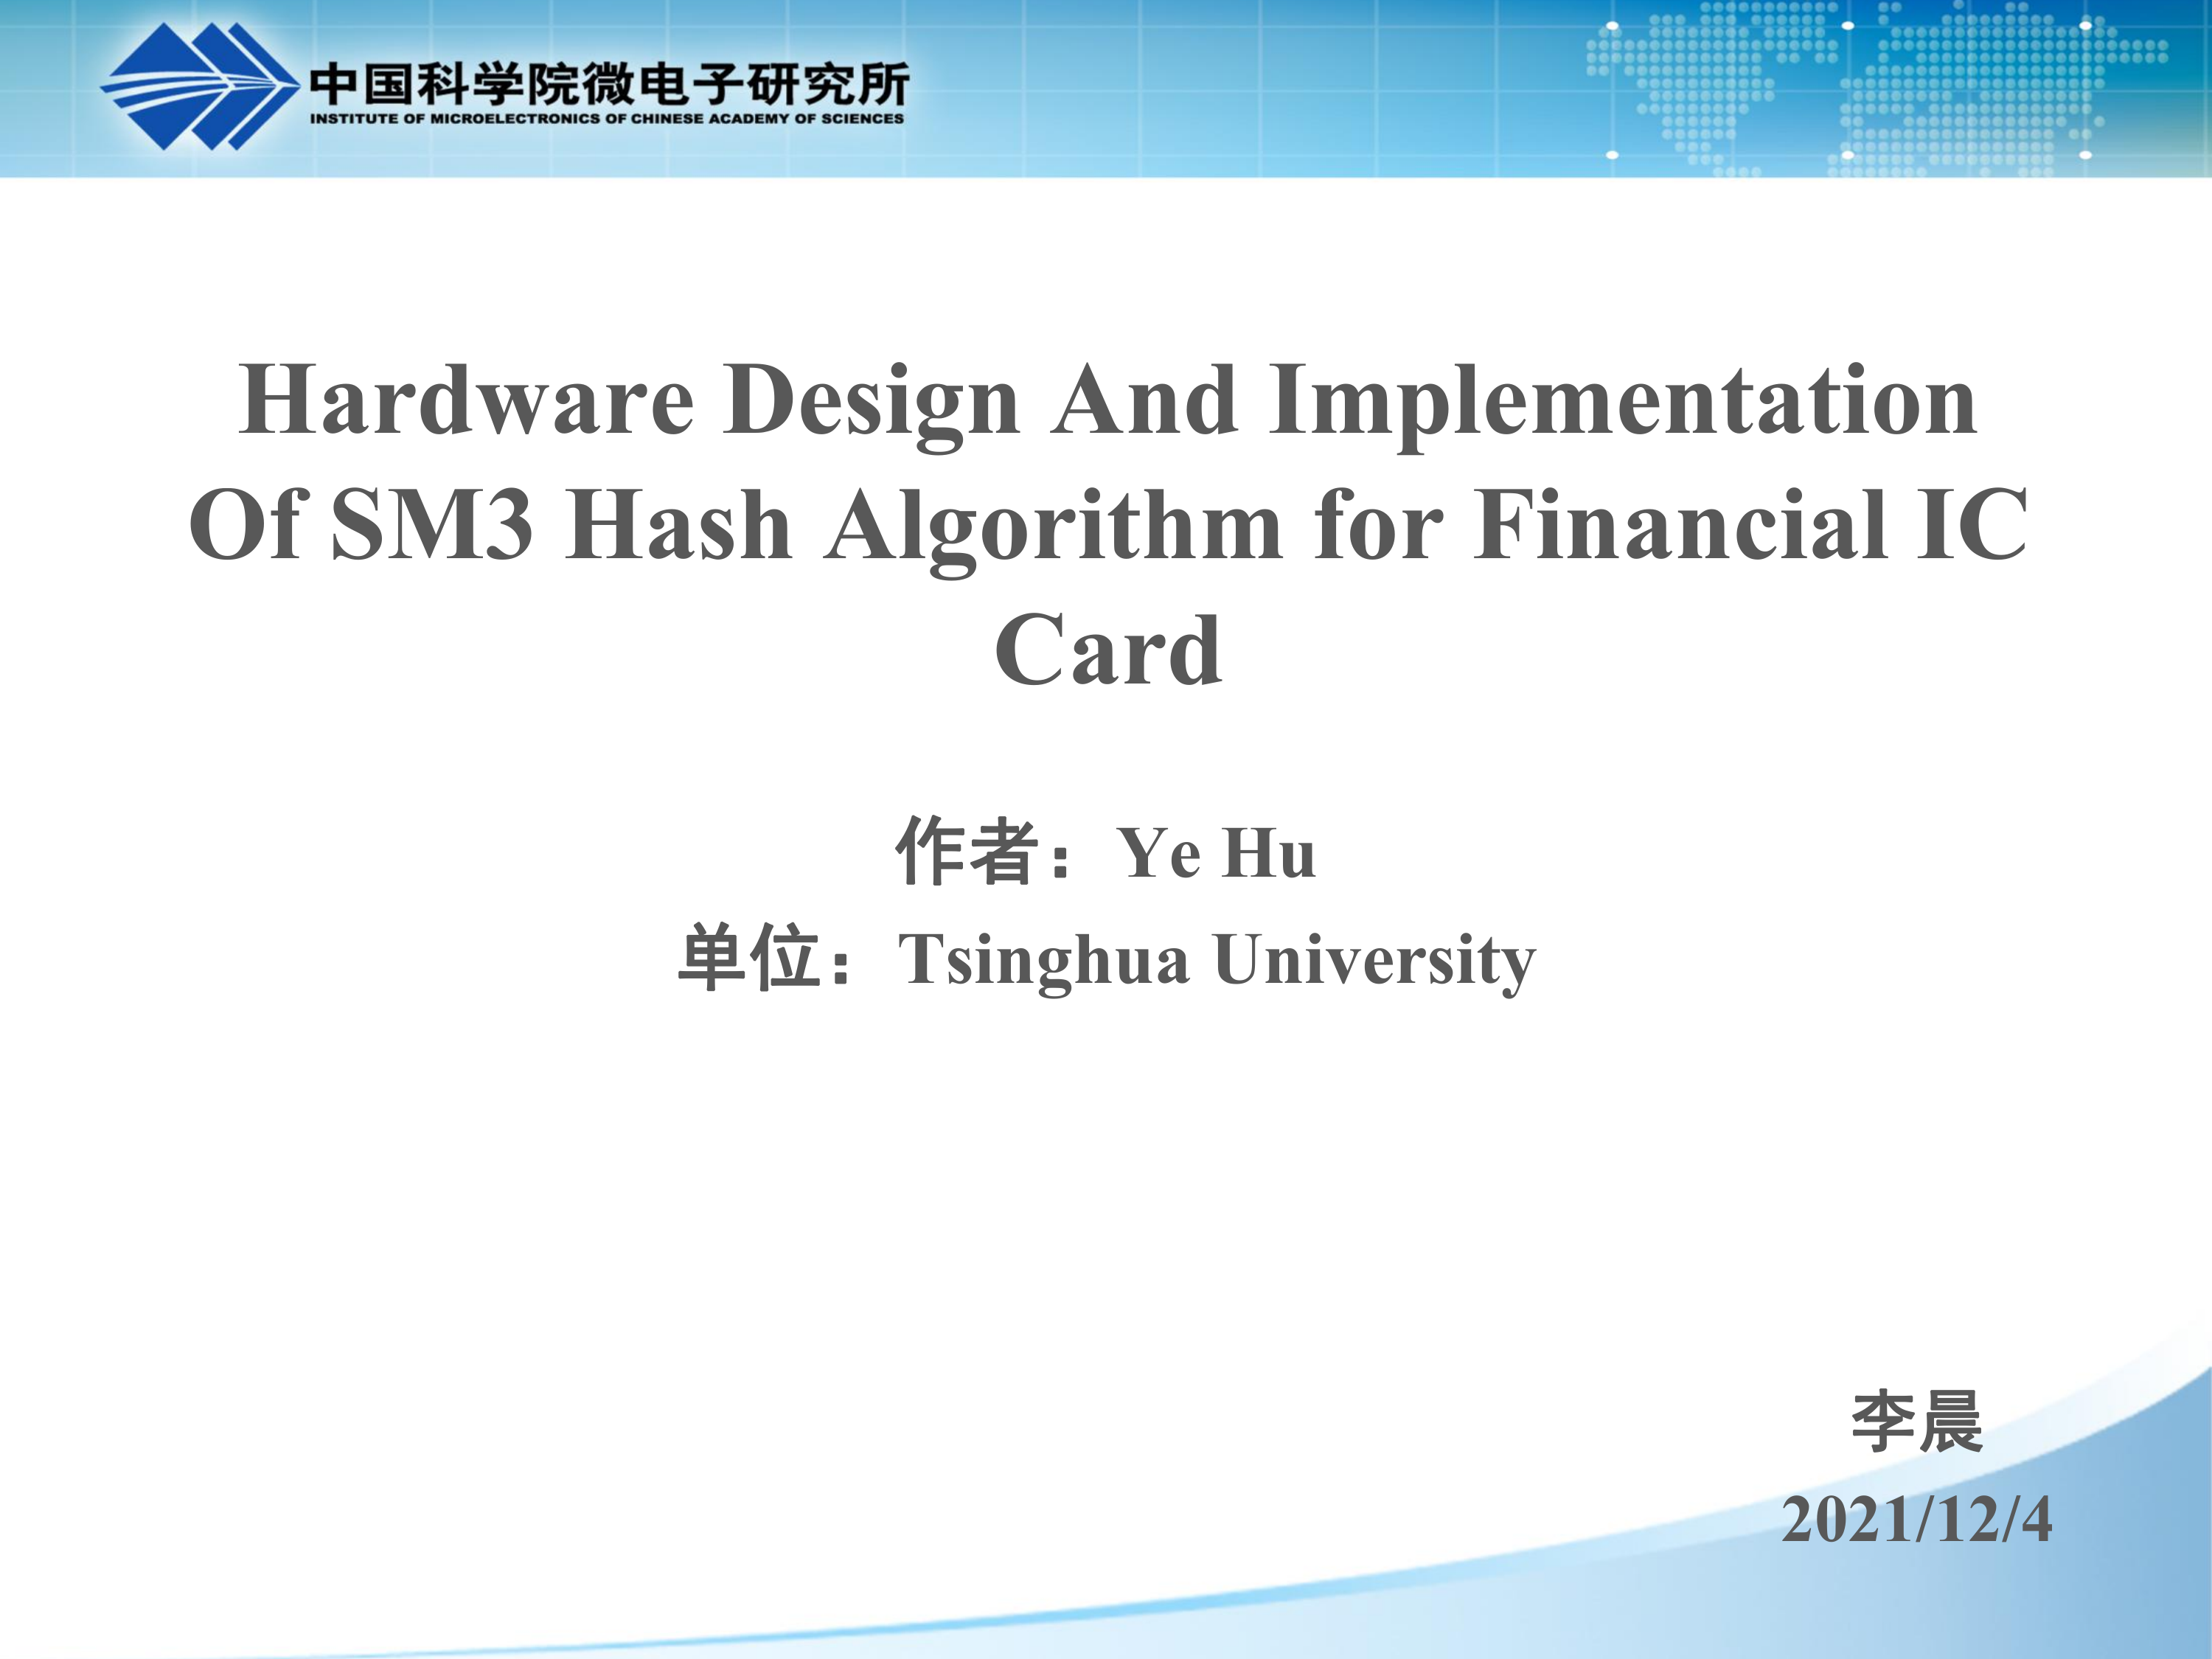 中国科学院微电子研究所
INSTITUTE OF MICROELECTRONICS OF CHINESE ACADEMY OF SCIENCES
Hardware Design And Implementation
Of SM3 Hash Algorithm for Financial IC
Card
作者：Ye Hu
单位：Tsinghua University
李晨
2021/12/4